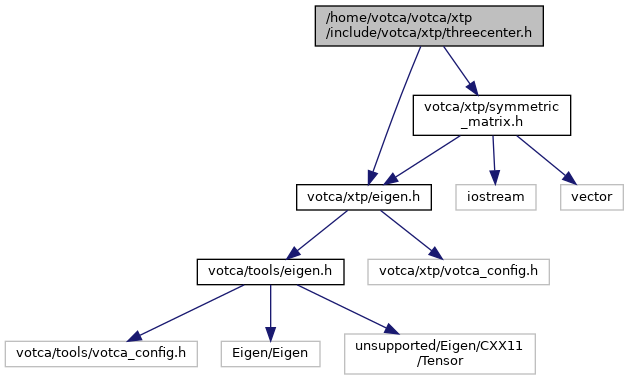 /home/votca/votca/xtp
/include/votca/xtp/threecenter.h
votca/xtp/symmetric
_matrix.h
votca/xtp/eigen.h
iostream
vector
votca/tools/eigen.h
votca/xtp/votca_config.h
votca/tools/votca_config.h
Eigen/Eigen
unsupported/Eigen/CXX11
/Tensor